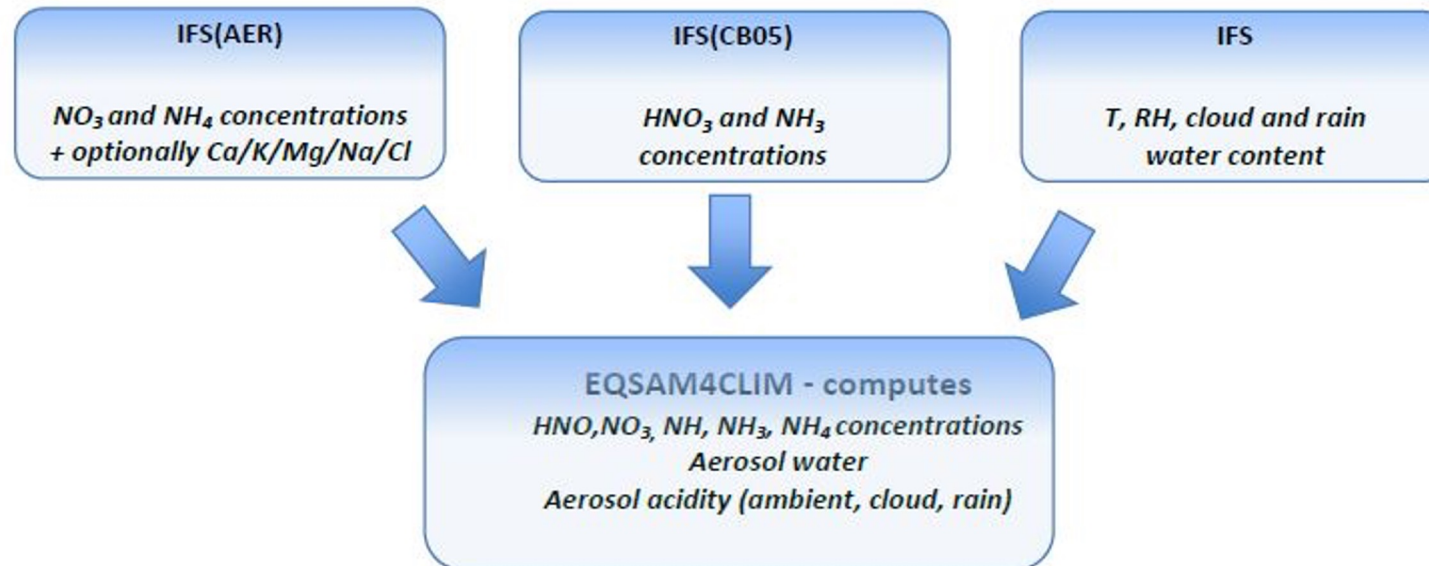 IFS(AER)
NO₃ and NH₄ concentrations
+ optionally Ca/K/Mg/Na/Cl
IFS(CB05)
HNO₃ and NH₃
concentrations
IFS
T, RH, cloud and rain
water content
EQSAM4CLIM - computes
HNO,NO₃, NH, NH₃, NH₄ concentrations
Aerosol water
Aerosol acidity (ambient, cloud, rain)